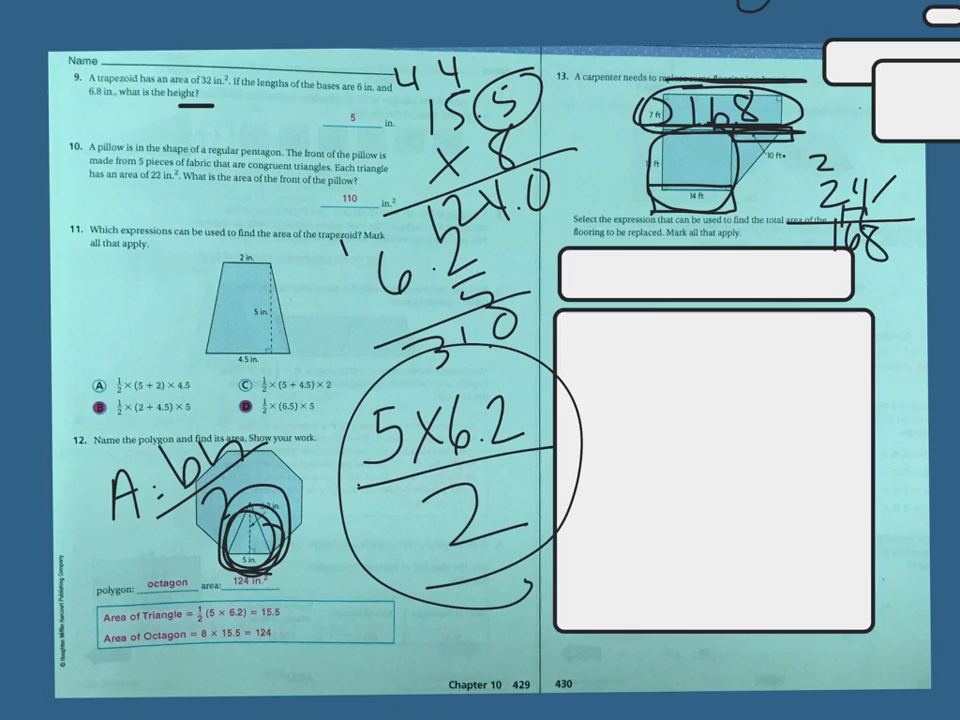 Name
9. A trapezoid has an area of 32 in.². If the lengths of the bases are 6 in. and
6.8 in., what is the height?
5 in.
10. A pillow is in the shape of a regular pentagon. The front of the pillow is
made from 5 pieces of fabric that are congruent triangles. Each triangle
has an area of 22 in.². What is the area of the front of the pillow?
110 in.²
11. Which expressions can be used to find the area of the trapezoid? Mark
all that apply.
2 in.
5 in.
4.5 in.
A 1/2 × (5 + 2) × 4.5
C 1/2 × (5 + 4.5) × 2
B 1/2 × (2 + 4.5) × 5
D 1/2 × (6.5) × 5
12. Name the polygon and find its area. Show your work.
A = bh
2
5 in.
polygon: octagon area: 124 in.²
Area of Triangle = 1/2 (5 × 6.2) = 15.5
Area of Octagon = 8 × 15.5 = 124
© Houghton Mifflin Harcourt Publishing Company
Chapter 10 429
4 4
15.5
× 8
124.0
1
6.2
5
31.0
5×6.2
2
13. A carpenter needs to
7 ft
168
10 ft
ft
14 ft
2
24
168
Select the expression that can be used to find the total area of the
flooring to be replaced. Mark all that apply.
430